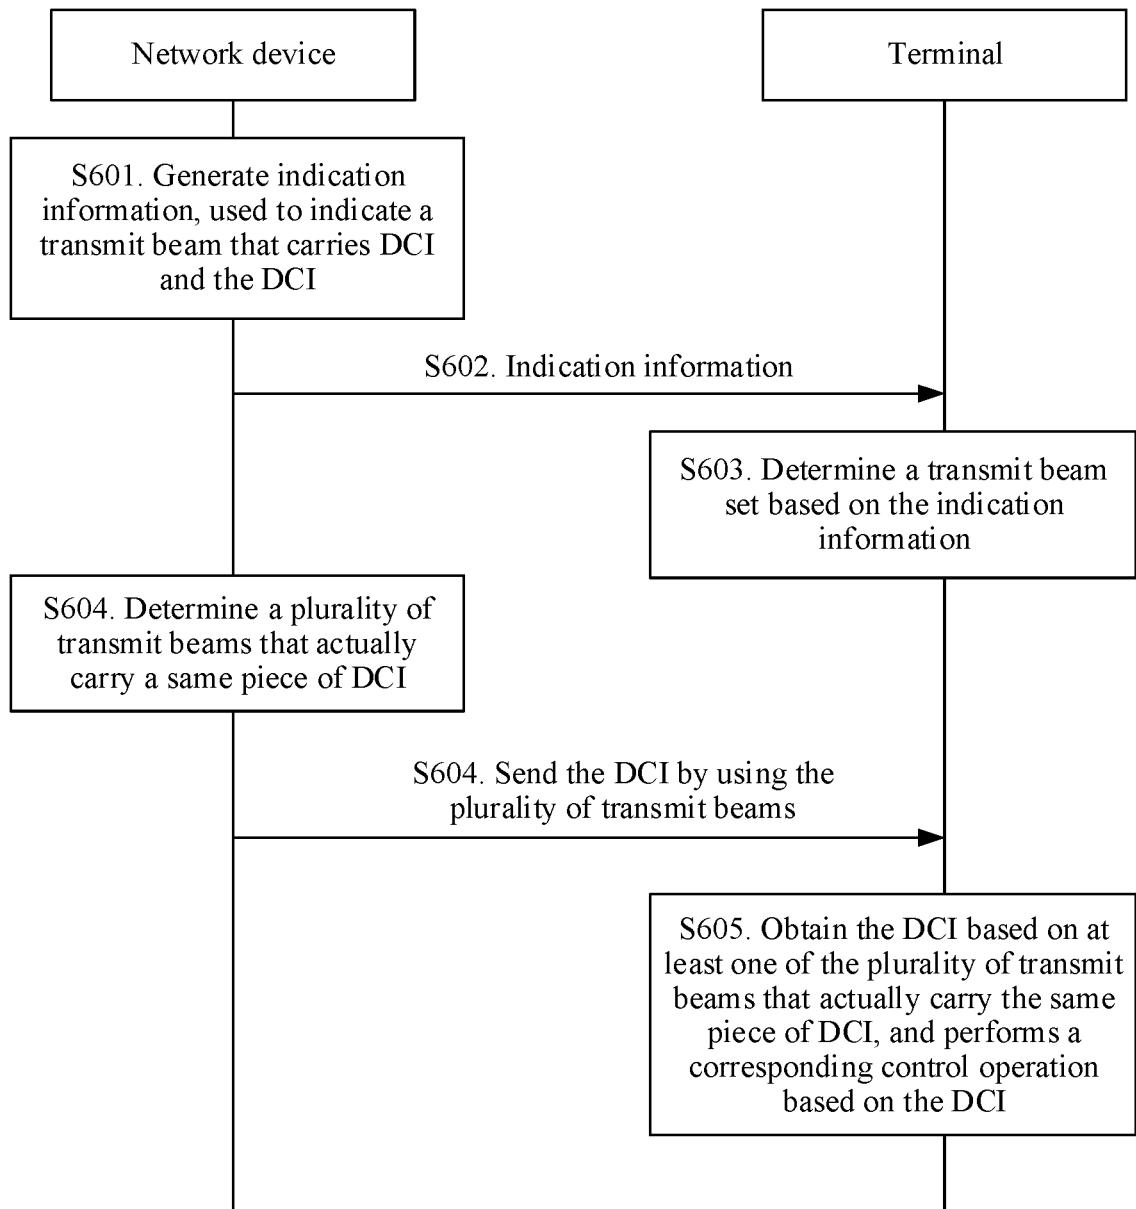 Network device
Terminal
S601. Generate indication
information, used to indicate a
transmit beam that carries DCI
and the DCI
S602. Indication information
S603. Determine a transmit beam
set based on the indication
information
S604. Determine a plurality of
transmit beams that actually
carry a same piece of DCI
S604. Send the DCI by using the
plurality of transmit beams
S605. Obtain the DCI based on at
least one of the plurality of transmit
beams that actually carry the same
piece of DCI, and performs a
corresponding control operation
based on the DCI